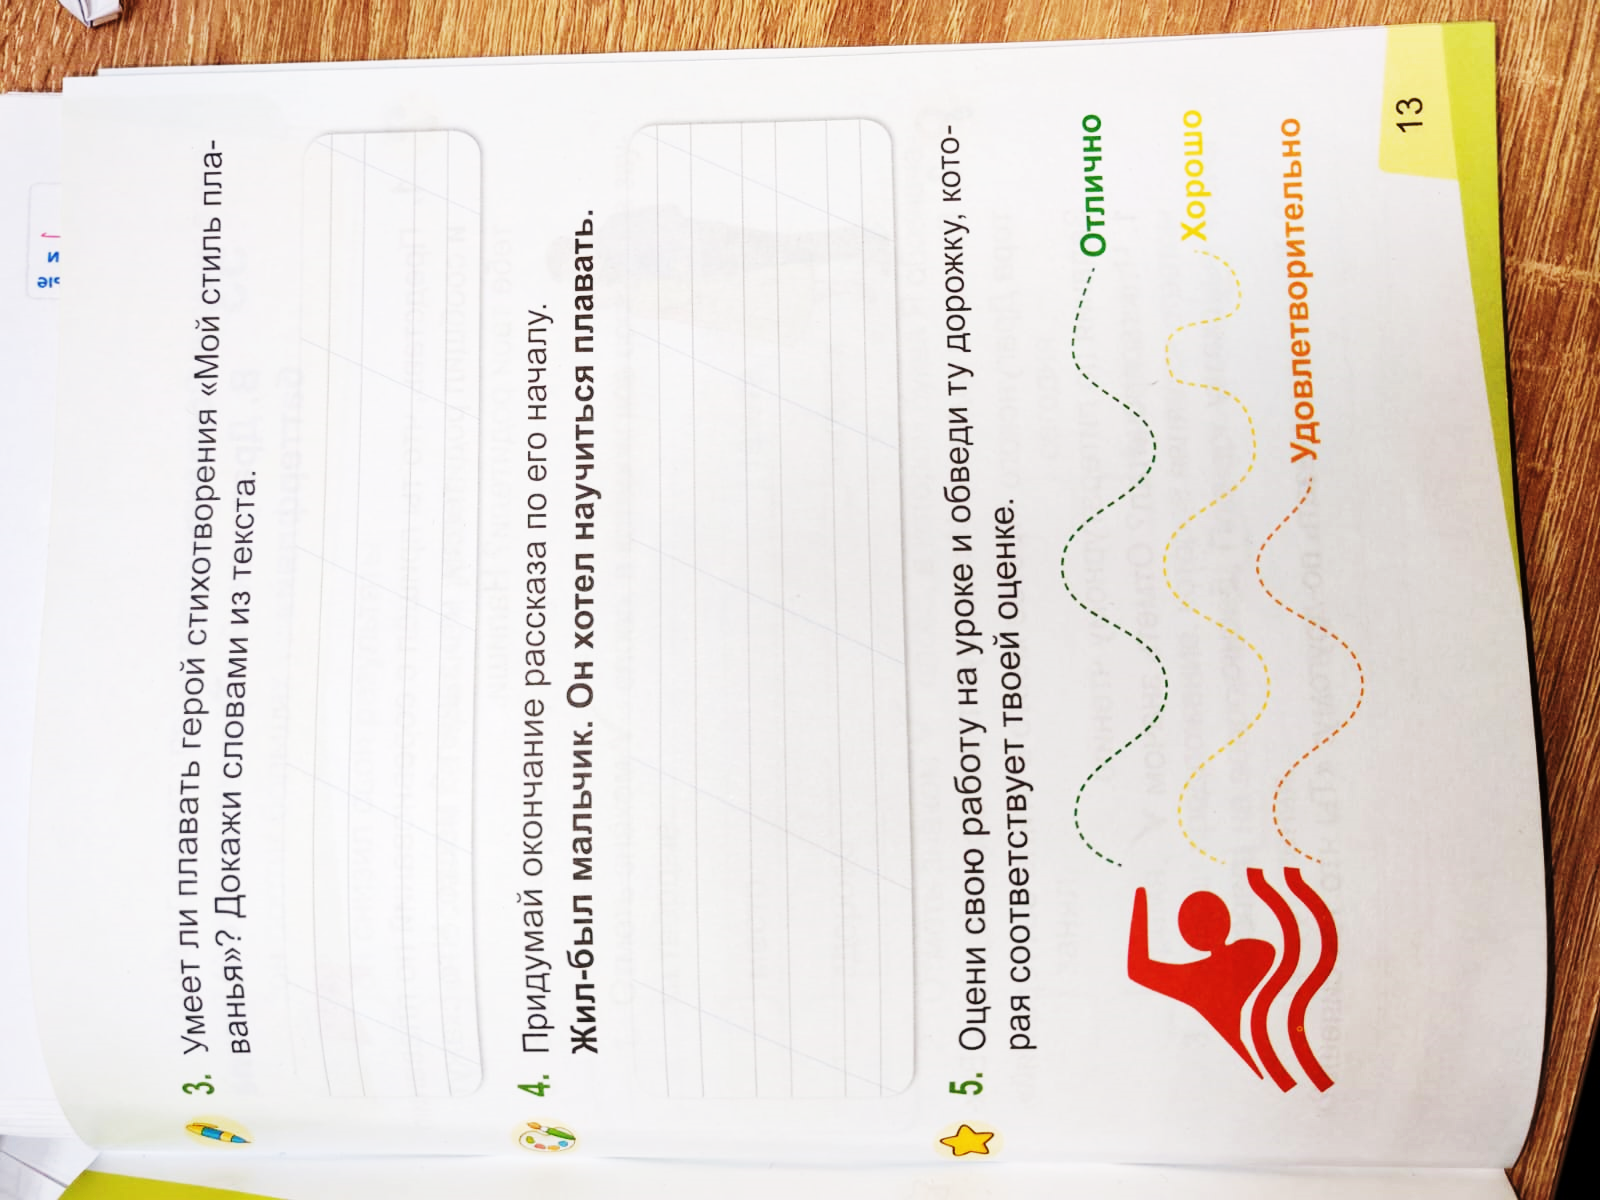 3. Умеет ли плавать герой стихотворения «Мой стиль пла-
ванья»? Докажи словами из текста.
4. Придумай окончание рассказа по его началу.
Жил-был мальчик. Он хотел научиться плавать.
5. Оцени свою работу на уроке и обведи ту дорожку, кото-
рая соответствует твоей оценке.
Отлично
Хорошо
Удовлетворительно
13